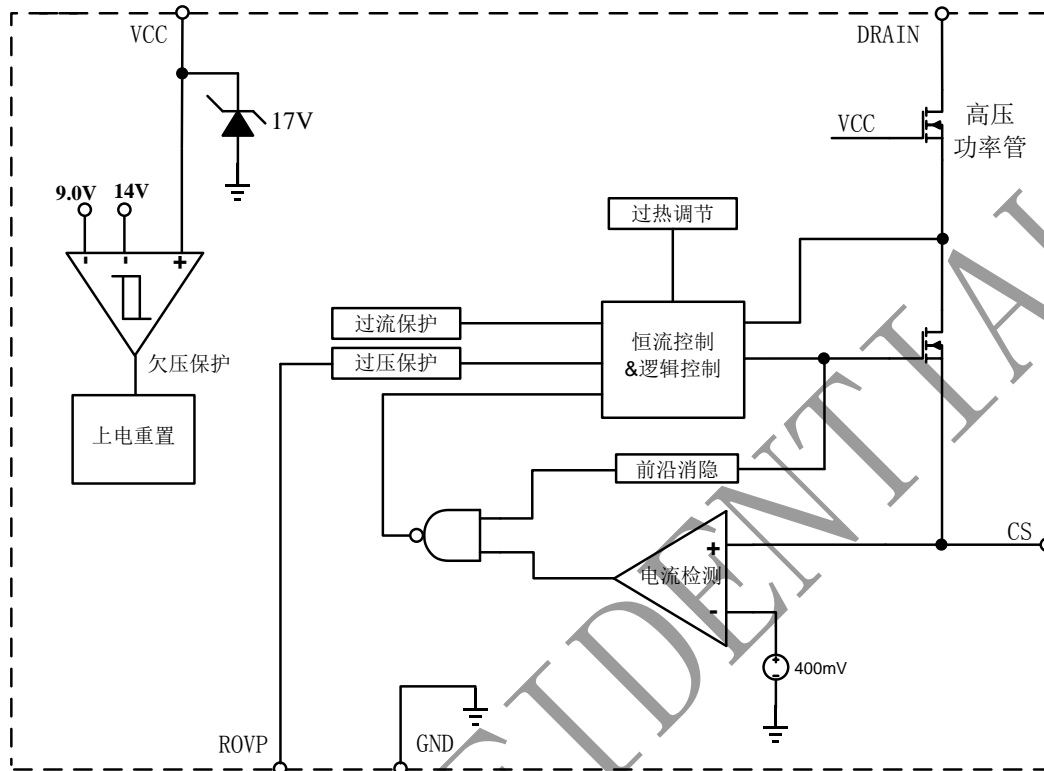 VCC
DRAIN
17V
VCC
高压
功率管
9.0V
14V
过热调节
过流保护
过压保护
恒流控制
&逻辑控制
欠压保护
上电重置
前沿消隐
电流检测
CS
400mV
ROVP
GND
IDENTIAL